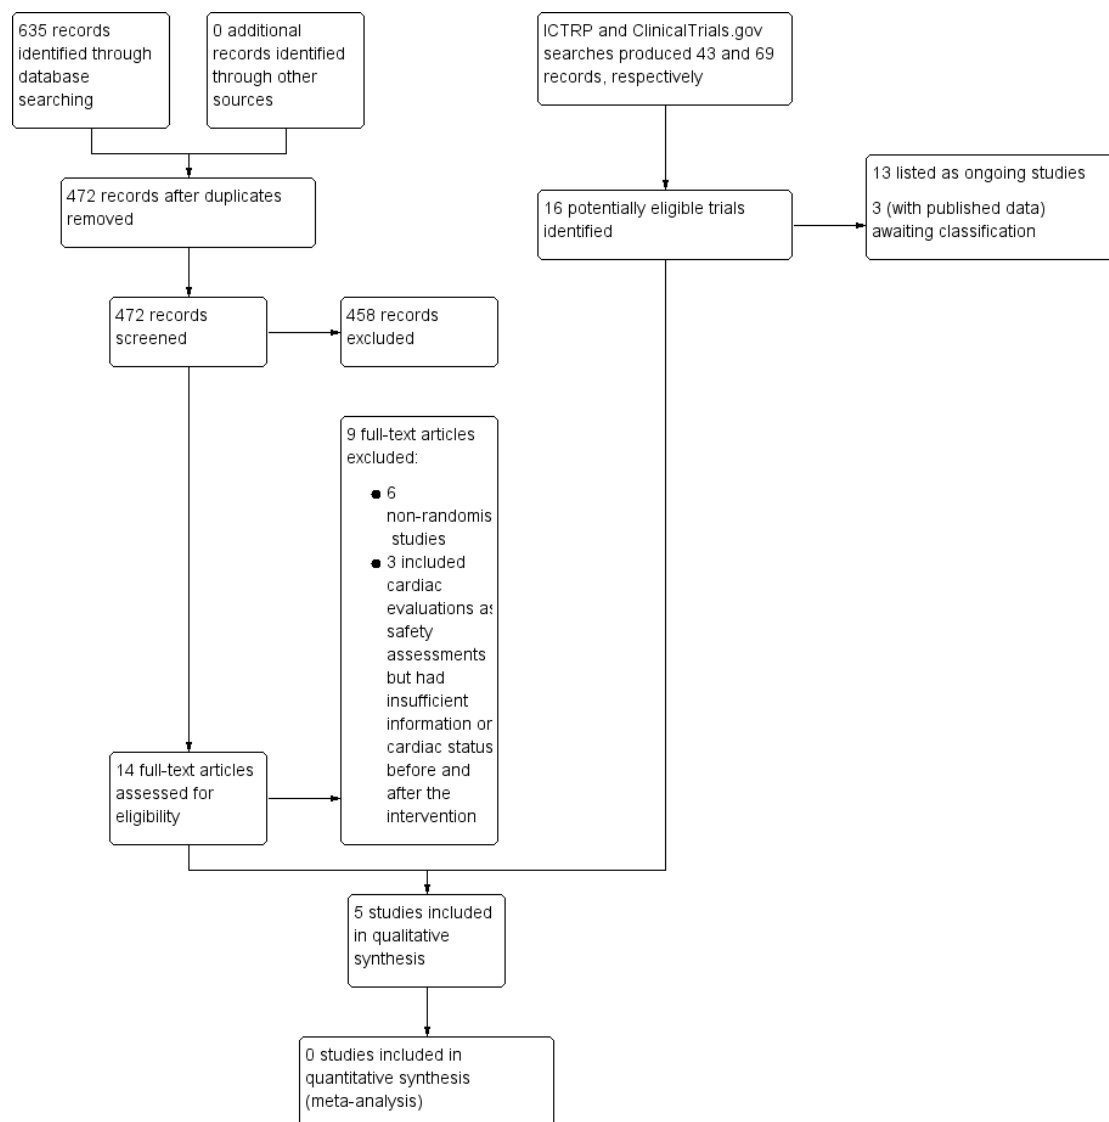 635 records
identified through
database
searching
0 additional
records identified
through other
sources
ICTRP and ClinicalTrials.gov
searches produced 43 and 69
records, respectively
472 records after duplicates
removed
16 potentially eligible trials
identified
13 listed as ongoing studies
3 (with published data)
awaiting classification
472 records
screened
458 records
excluded
9 full-text articles
excluded:
● 6
non-randomis
studies
● 3 included
cardiac
evaluations as
safety
assessments
but had
insufficient
information on
cardiac status
before and
after the
intervention
14 full-text articles
assessed for
eligibility
5 studies included
in qualitative
synthesis
0 studies included in
quantitative synthesis
(meta-analysis)